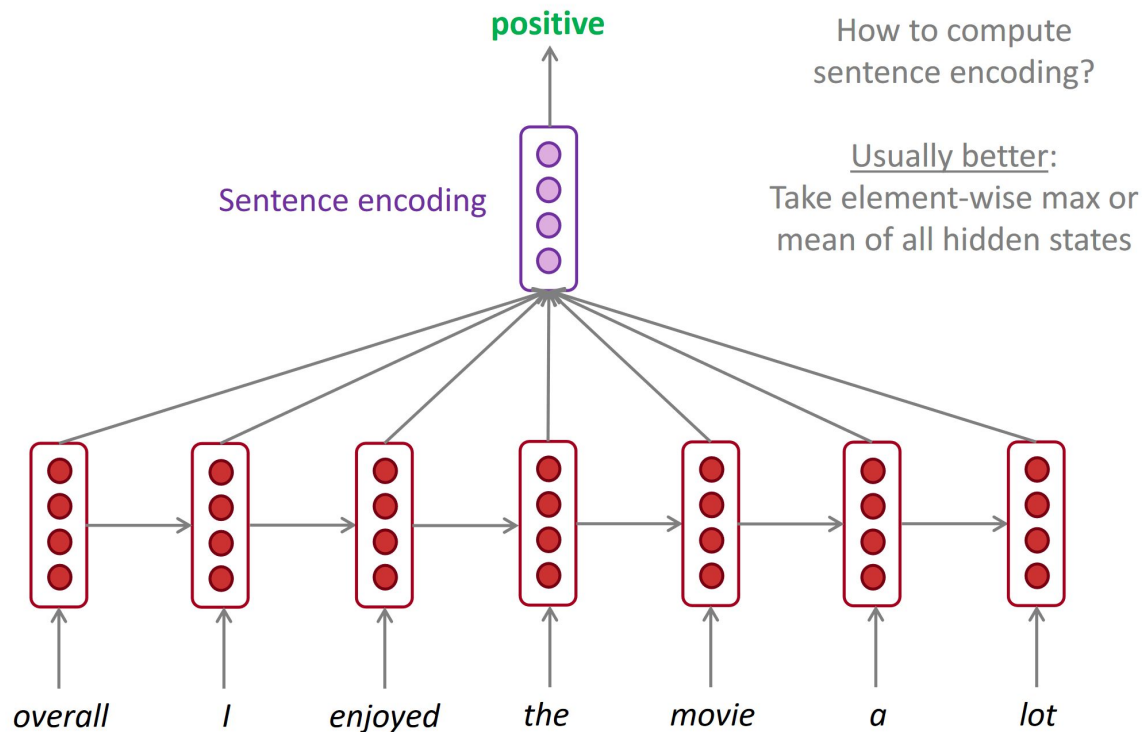 positive
How to compute
sentence encoding?
Usually better:
Take element-wise max or
mean of all hidden states
Sentence encoding
overall I enjoyed the movie a lot